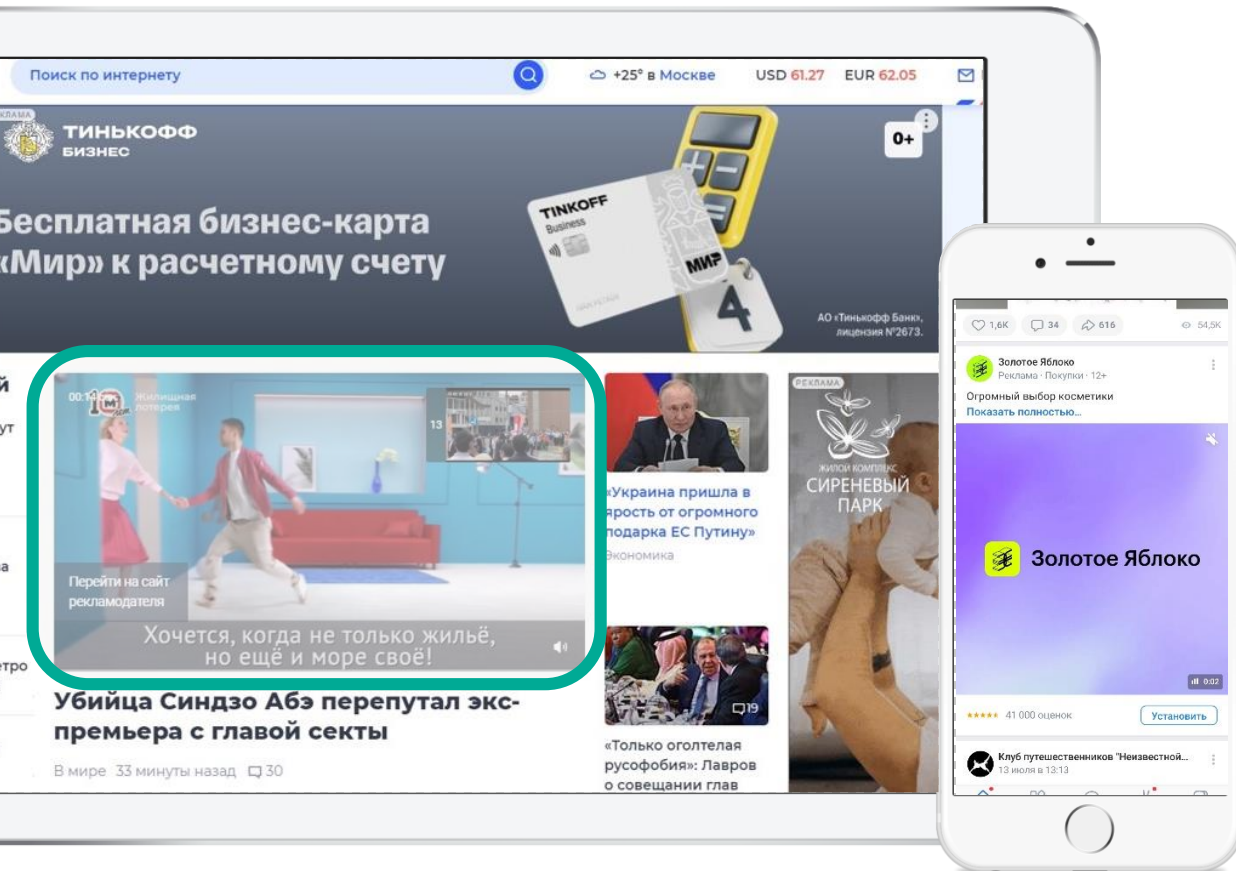 Поиск по интернету
+25° в Москве
USD 61.27
EUR 62.05
ТИНЬКОФФ
БИЗНЕС
0+
Бесплатная бизнес-карта
«Мир» к расчетному счету
TINKOFF
Business
МИР
4
АО «Тинькофф Банк»,
лицензия №2673.
Жилищная
лотерея
13
Перейти на сайт
рекламодателя
Хочется, когда не только жильё,
но ещё и море своё!
Убийца Синдзо Абэ перепутал экс-
премьера с главой секты
В мире 33 минуты назад 30
«Украина пришла в
ярость от огромного
подарка ЕС Путину»
Экономика
19
«Только оголтелая
русофобия»: Лавров
о совещании глав
РЕКЛАМА
ЖИЛОЙ КОМПЛЕКС
СИРЕНЕВЫЙ
ПАРК
1,6K 34 616 54,5K
Золотое Яблоко
Реклама · Покупки · 12+
Огромный выбор косметики
Показать полностью...
Золотое Яблоко
0:02
41 000 оценок
Установить
Клуб путешественников "Неизвестной...
13 июля в 13:13